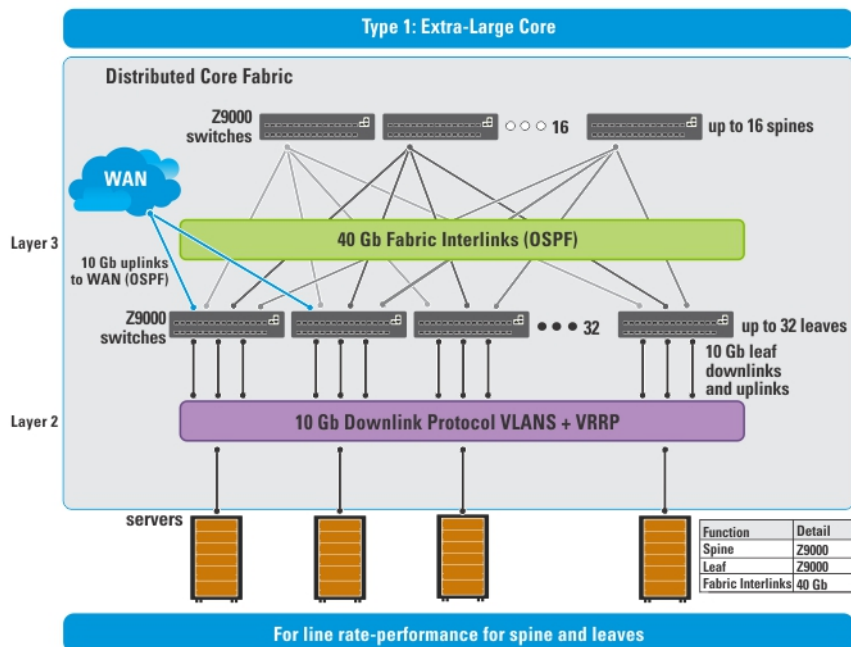 Type 1: Extra-Large Core
Distributed Core Fabric
Z9000
switches
16
up to 16 spines
WAN
Layer 3
40 Gb Fabric Interlinks (OSPF)
10 Gb uplinks
to WAN (OSPF)
Z9000
switches
32
up to 32 leaves
10 Gb leaf
downlinks
and uplinks
Layer 2
10 Gb Downlink Protocol VLANS + VRRP
servers
Function Detail
Spine Z9000
Leaf Z9000
Fabric Interlinks 40 Gb
For line rate-performance for spine and leaves